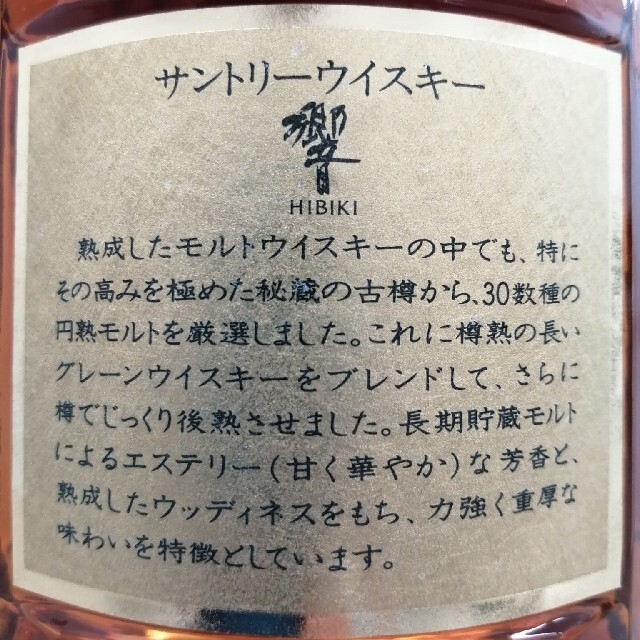 サントリーウイスキー
響
HIBIKI
熟成したモルトウイスキーの中でも、特に
その高みを極めた秘蔵の古樽から、30数種の
円熟モルトを厳選しました。これに樽熟の長い
グレーンウイスキーをブレンドして、さらに
樽でじっくり後熟させました。長期貯蔵モルト
によるエステリー(甘く華やか)な芳香と、
熟成したウッディネスをもち、力強く重厚な
味わいを特徴としています。